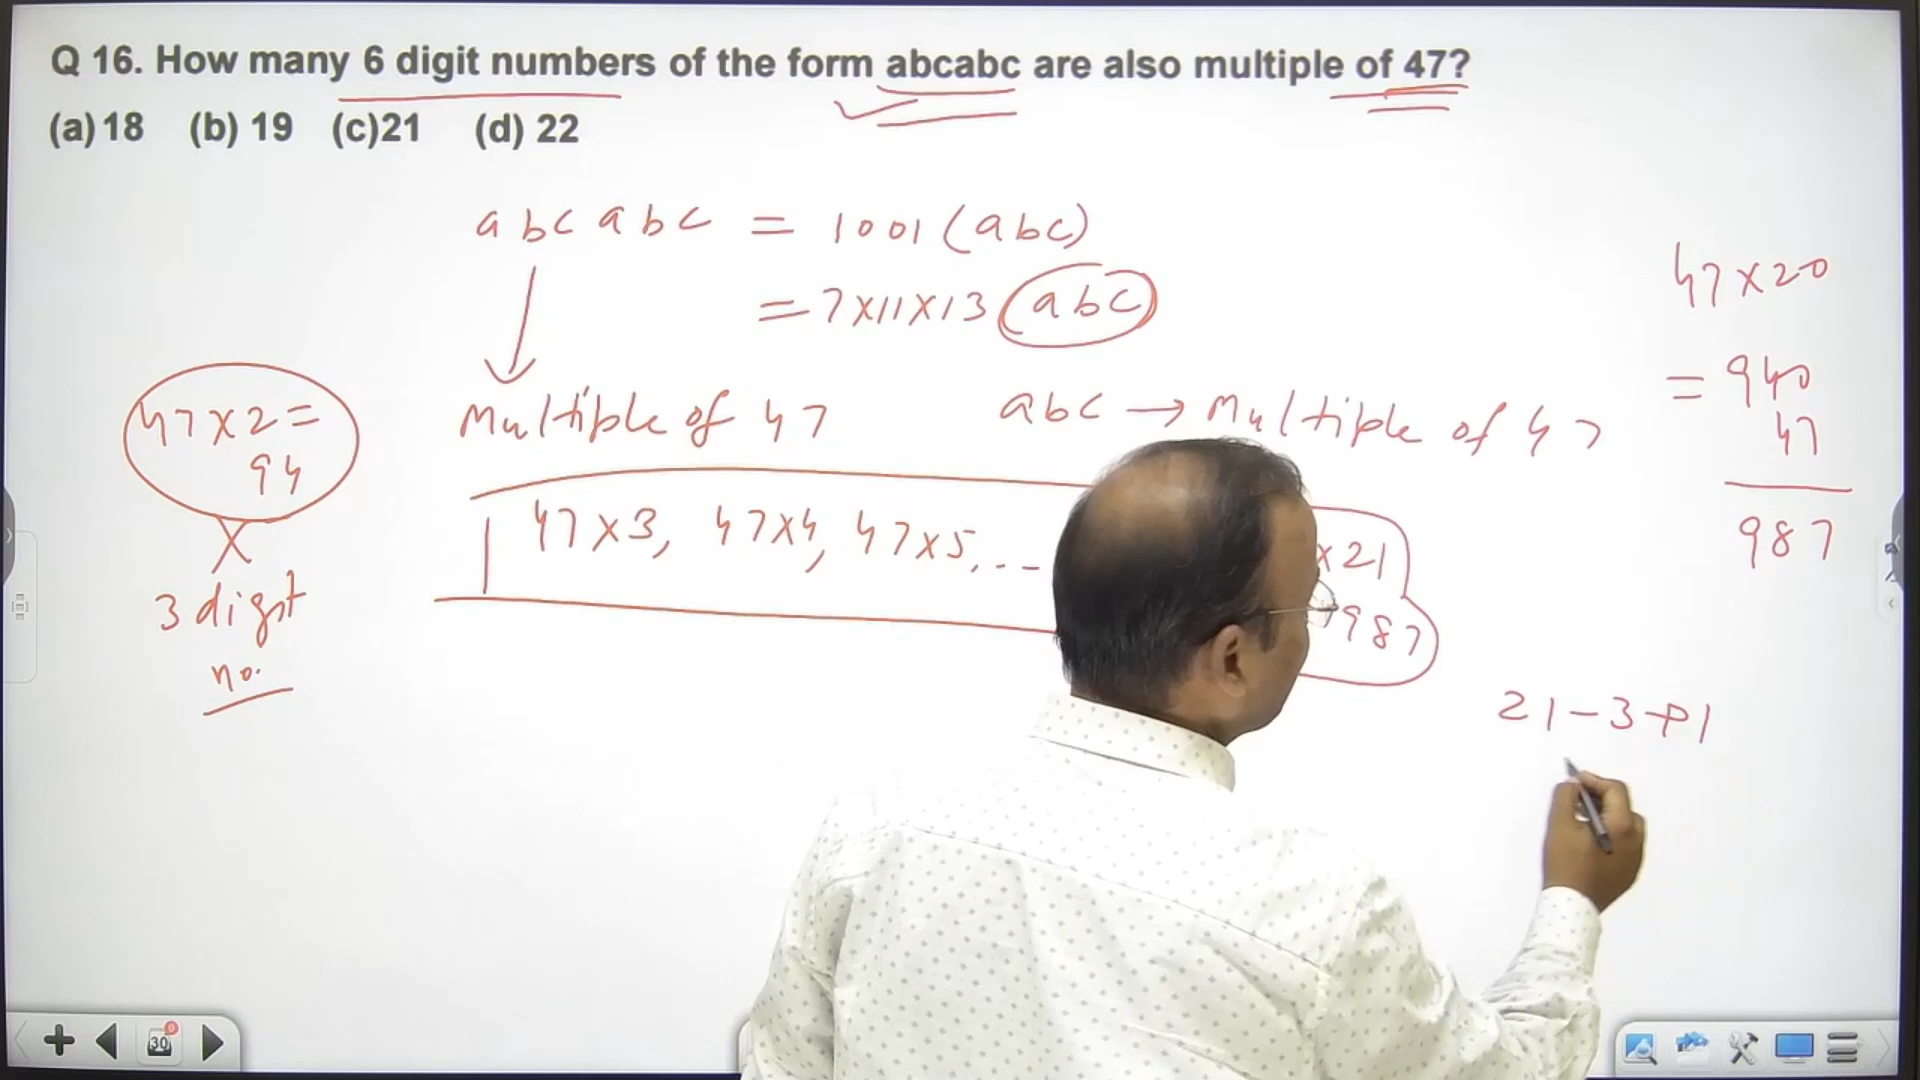 Q 16. How many 6 digit numbers of the form abcabc are also multiple of 47?
(a) 18 (b) 19 (c)21 (d) 22
abcabc = 1001 (abc)
= 7×11×13 (abc)
47×20
= 940
47
987
47×2=
94
×
3 digit
no.
Multiple of 47
abc → Multiple of 47
47×3, 47×4, 47×5, ...
×21
987
21-3+1
30
0